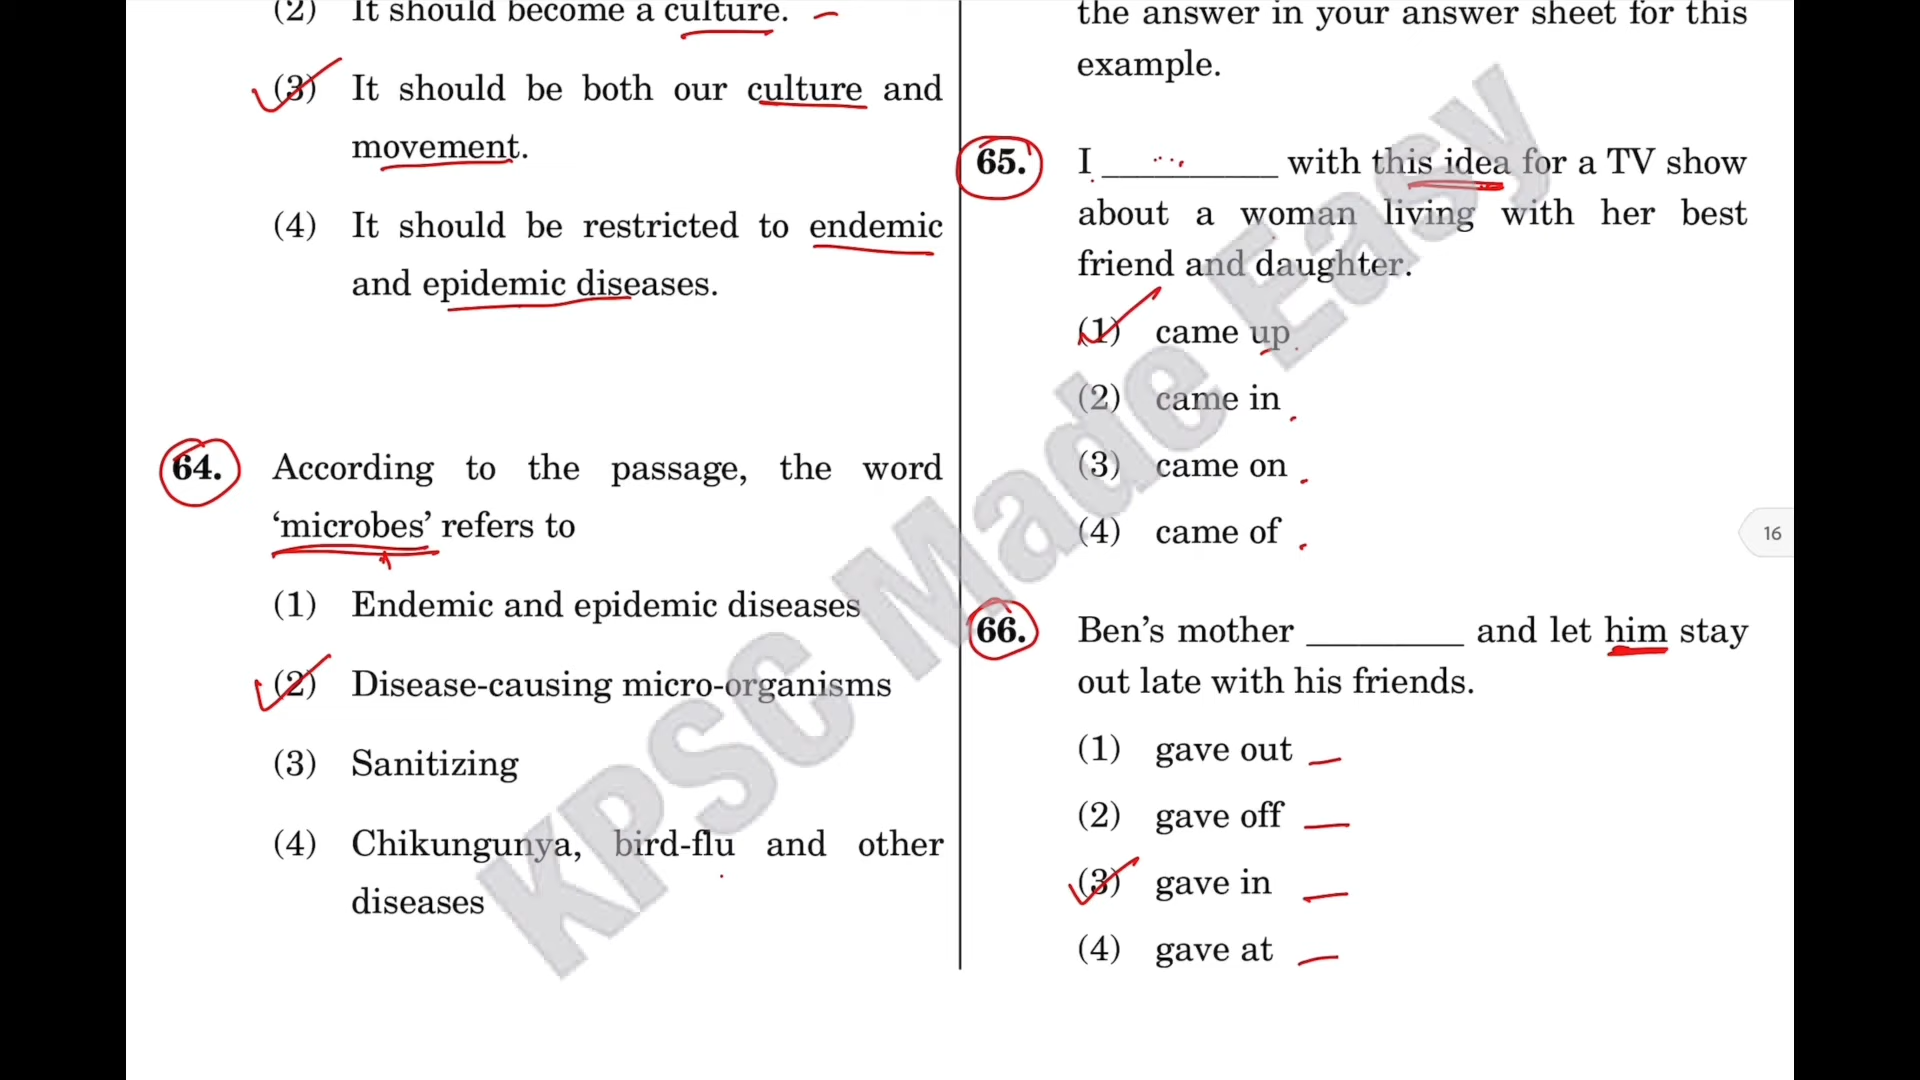 (2) It should become a culture.
(3) It should be both our culture and
movement.
(4) It should be restricted to endemic
and epidemic diseases.
64. According to the passage, the word
‘microbes’ refers to
(1) Endemic and epidemic diseases
(2) Disease-causing micro-organisms
(3) Sanitizing
(4) Chikungunya, bird-flu and other
diseases
the answer in your answer sheet for this
example.
65. I __________ with this idea for a TV show
about a woman living with her best
friend and daughter.
(1) came up
(2) came in
(3) came on
(4) came of
66. Ben’s mother _________ and let him stay
out late with his friends.
(1) gave out
(2) gave off
(3) gave in
(4) gave at
16
KPSC Made Easy